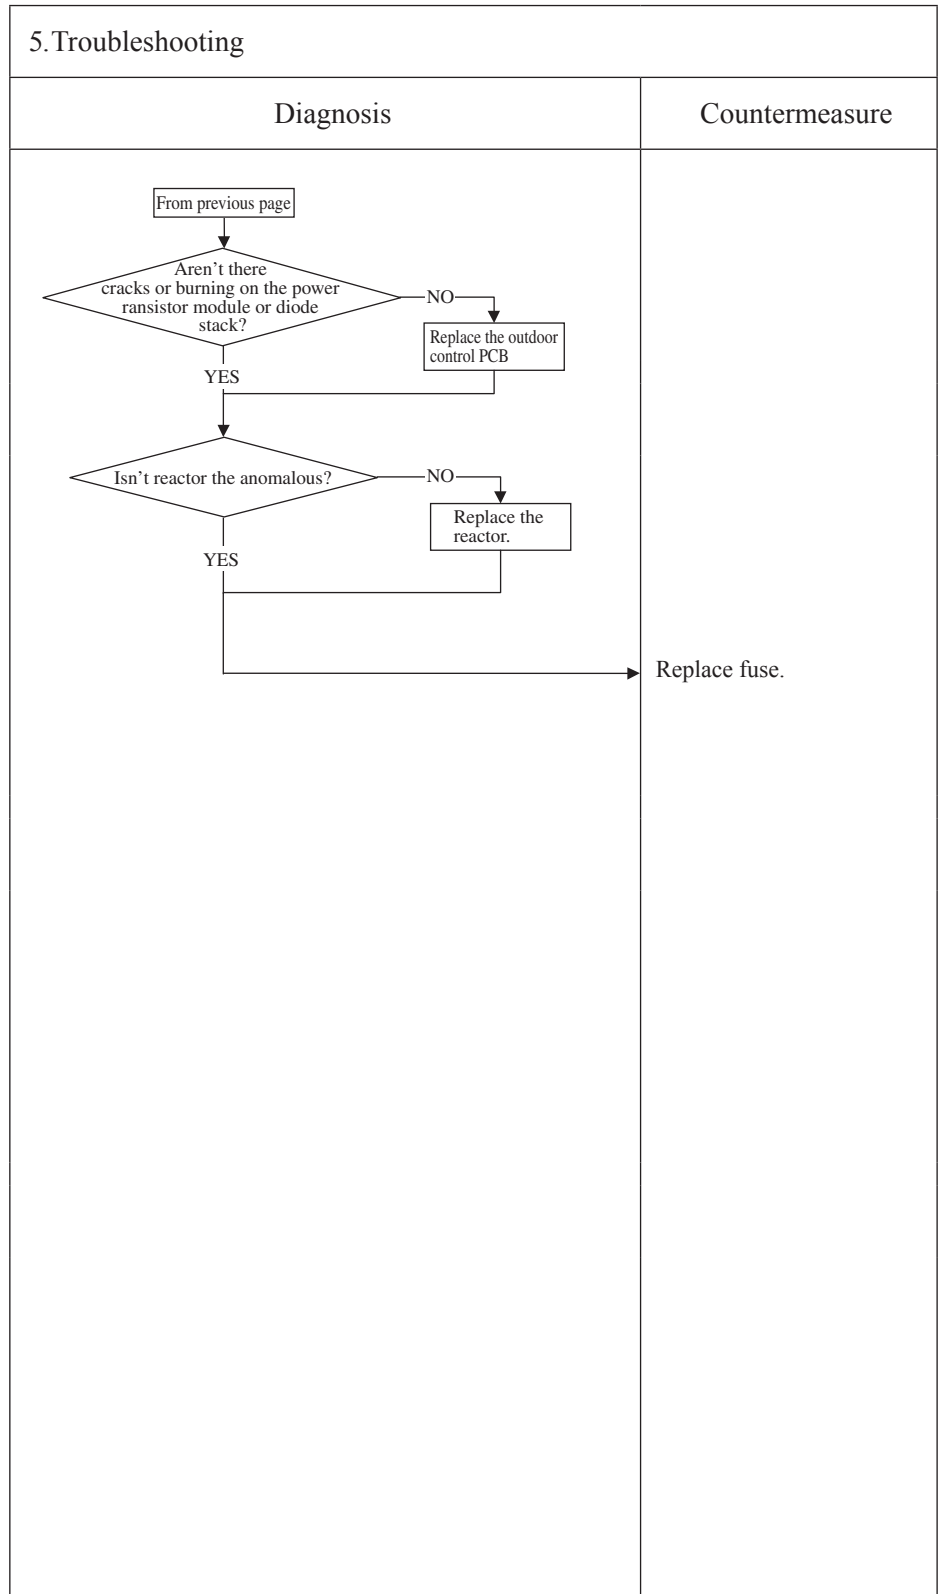 5.Troubleshooting
Diagnosis
Countermeasure
From previous page
Aren't there
cracks or burning on the power
ransistor module or diode
stack?
NO
Replace the outdoor
control PCB
YES
Isn't reactor the anomalous?
NO
Replace the
reactor.
YES
Replace fuse.